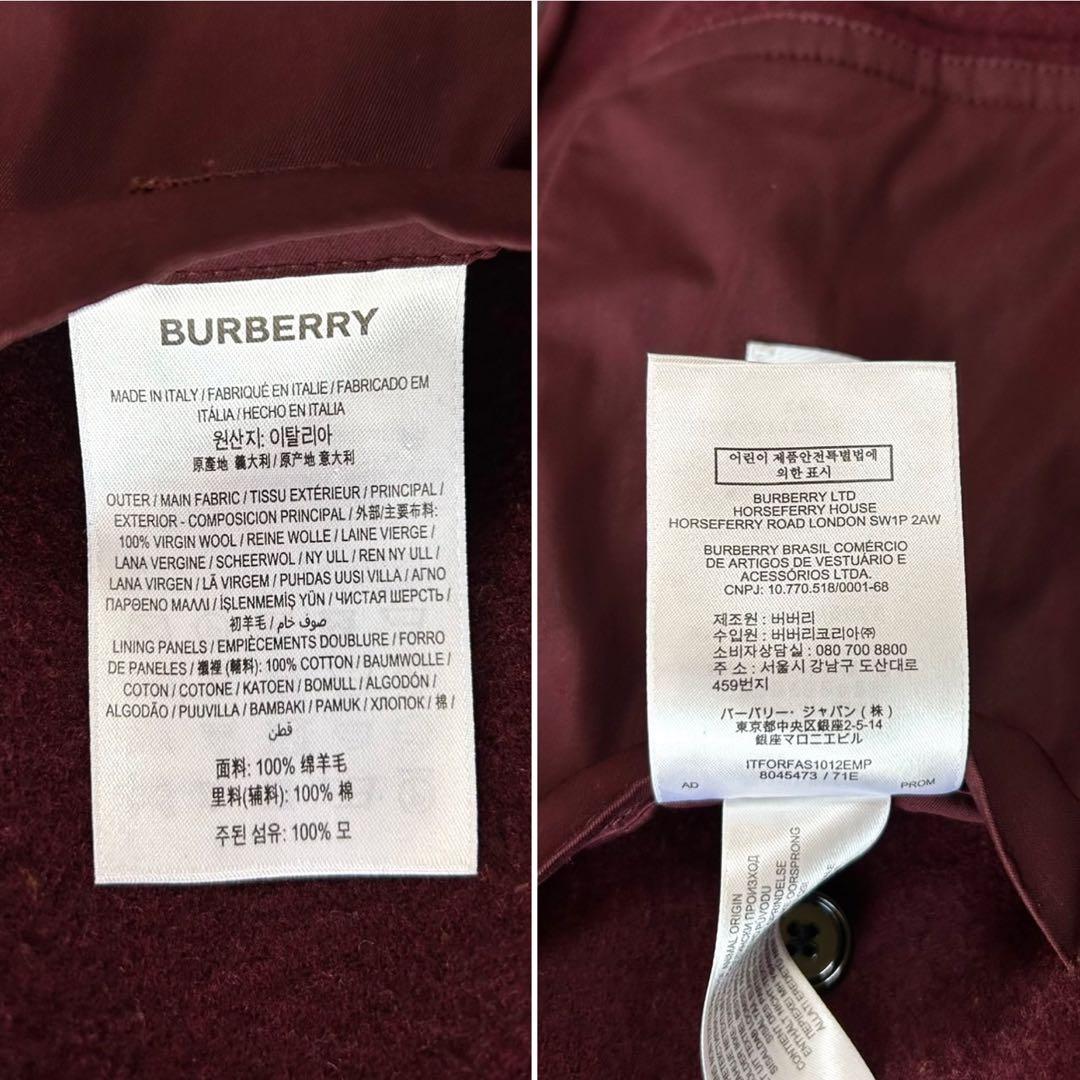 BURBERRY
MADE IN ITALY / FABRIQUÉ EN ITALIE / FABRICADO EM
ITÁLIA / HECHO EN ITALIA
원산지: 이탈리아
原產地 義大利 / 原产地 意大利
OUTER / MAIN FABRIC / TISSU EXTÉRIEUR / PRINCIPAL /
EXTERIOR - COMPOSICION PRINCIPAL / 外部/主要布料:
100% VIRGIN WOOL / REINE WOLLE / LAINE VIERGE /
LANA VERGINE / SCHEERWOL / NY ULL / REN NY ULL /
LANA VIRGEN / LÃ VIRGEM / PUHDAS UUSI VILLA / ΑΓΝΟ
ΠΑΡΘΕΝΟ ΜΑΛΛΙ / İŞLENMEMİŞ YÜN / ЧИСТАЯ ШЕРСТЬ /
初羊毛 / صوف خام /
LINING PANELS / EMPIÈCEMENTS DOUBLURE / FORRO
DE PANELES / 襯裡 (輔料): 100% COTTON / BAUMWOLLE /
COTON / COTONE / KATOEN / BOMULL / ALGODÓN /
ALGODÃO / PUUVILLA / ΒΑΜΒΑΚΙ / PAMUK / ХЛОПОК / 棉 /
قطن
面料: 100% 绵羊毛
里料(辅料): 100% 棉
주된 섬유: 100% 모
어린이 제품안전특별법에
의한 표시
BURBERRY LTD
HORSEFERRY HOUSE
HORSEFERRY ROAD LONDON SW1P 2AW
BURBERRY BRASIL COMÉRCIO
DE ARTIGOS DE VESTUÁRIO E
ACESSÓRIOS LTDA.
CNPJ: 10.770.518/0001-68
제조원 : 버버리
수입원 : 버버리코리아㈜
소비자상담실 : 080 700 8800
주 소 : 서울시 강남구 도산대로
459번지
バーバリー・ジャパン ( 株 )
東京都中央区銀座2-5-14
銀座マロニエビル
ITFORFAS1012EMP
8045473 / 71E
AD PROM
ORIGIN
ПРОИЗХОД